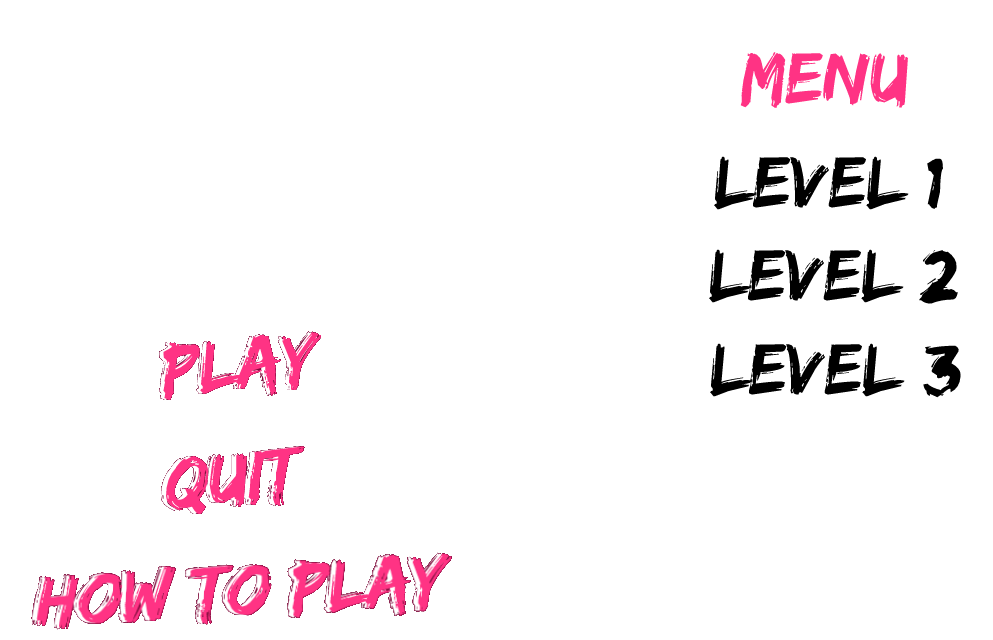 MENU
LEVEL 1
LEVEL 2
LEVEL 3
PLAY
QUIT
HOW TO PLAY